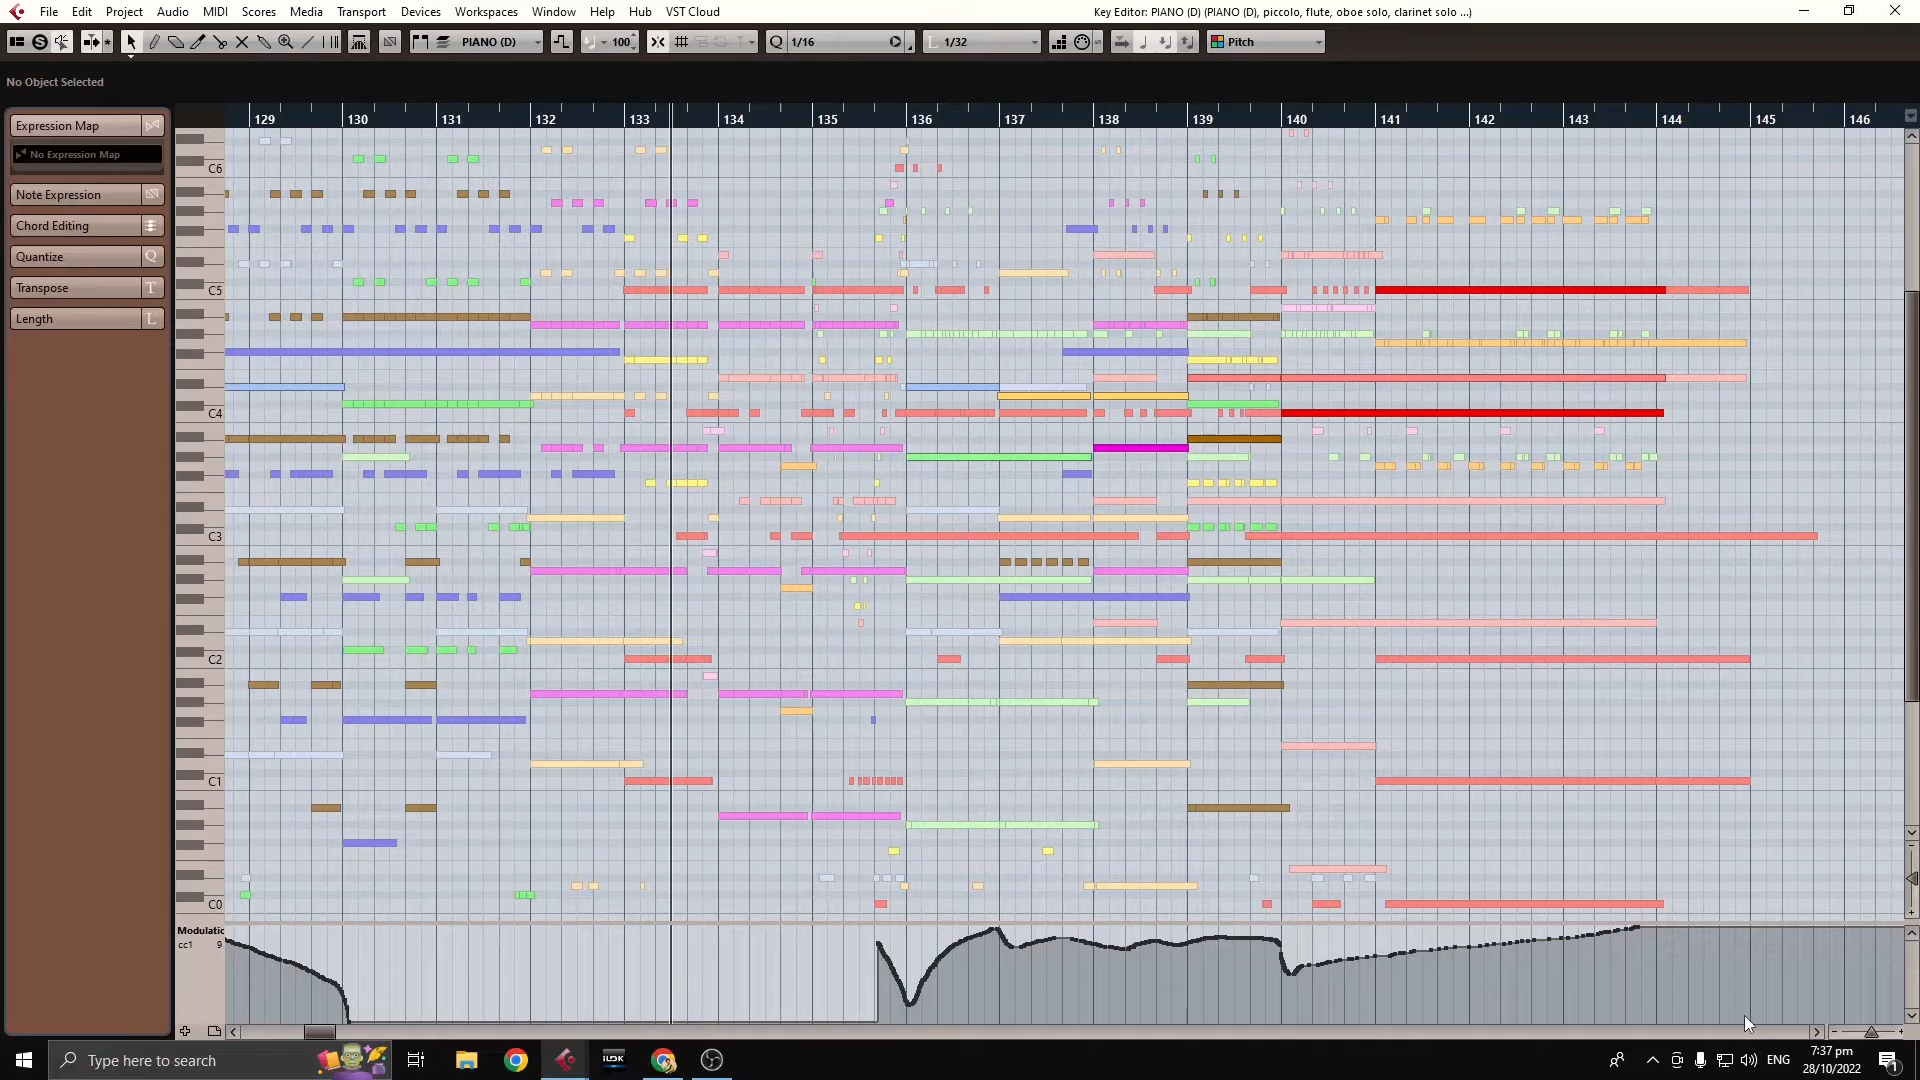 File Edit Project Audio MIDI Scores Media Transport Devices Workspaces Window Help Hub VST Cloud
Key Editor: PIANO (D) (PIANO (D), piccolo, flute, oboe solo, clarinet solo ...)
PIANO (D) 100 Q 1/16 L 1/32 Pitch
No Object Selected
129 130 131 132 133 134 135 136 137 138 139 140 141 142 143 144 145 146
Expression Map
No Expression Map
Note Expression
Chord Editing
Quantize Q
Transpose T
Length L
C6
C5
C4
C3
C2
C1
C0
Modulatic
cc1 9
Type here to search
ENG
7:37 pm
28/10/2022
1